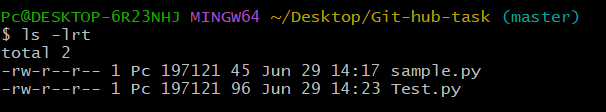 Pc@DESKTOP-6R23NHJ MINGW64 ~/Desktop/Git-hub-task (master)
$ ls -lrt
total 2
-rw-r--r-- 1 Pc 197121 45 Jun 29 14:17 sample.py
-rw-r--r-- 1 Pc 197121 96 Jun 29 14:23 Test.py